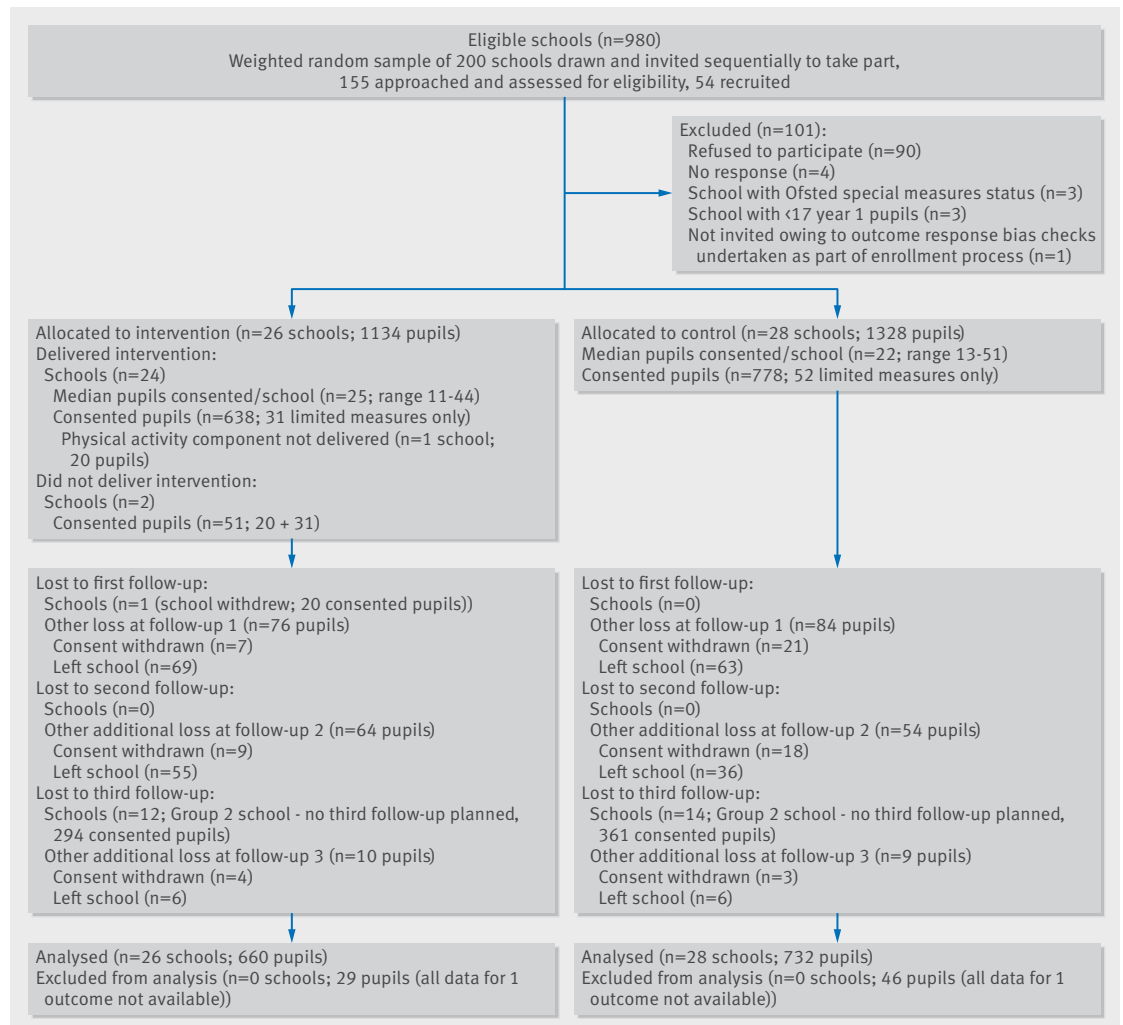 Eligible schools (n=980)
Weighted random sample of 200 schools drawn and invited sequentially to take part,
155 approached and assessed for eligibility, 54 recruited
Excluded (n=101):
Refused to participate (n=90)
No response (n=4)
School with Ofsted special measures status (n=3)
School with <17 year 1 pupils (n=3)
Not invited owing to outcome response bias checks
undertaken as part of enrollment process (n=1)
Allocated to intervention (n=26 schools; 1134 pupils)
Delivered intervention:
Schools (n=24)
Median pupils consented/school (n=25; range 11-44)
Consented pupils (n=638; 31 limited measures only)
Physical activity component not delivered (n=1 school;
20 pupils)
Did not deliver intervention:
Schools (n=2)
Consented pupils (n=51; 20 + 31)
Allocated to control (n=28 schools; 1328 pupils)
Median pupils consented/school (n=22; range 13-51)
Consented pupils (n=778; 52 limited measures only)
Lost to first follow-up:
Schools (n=1 (school withdrew; 20 consented pupils))
Other loss at follow-up 1 (n=76 pupils)
Consent withdrawn (n=7)
Left school (n=69)
Lost to second follow-up:
Schools (n=0)
Other additional loss at follow-up 2 (n=64 pupils)
Consent withdrawn (n=9)
Left school (n=55)
Lost to third follow-up:
Schools (n=12; Group 2 school - no third follow-up planned,
294 consented pupils)
Other additional loss at follow-up 3 (n=10 pupils)
Consent withdrawn (n=4)
Left school (n=6)
Lost to first follow-up:
Schools (n=0)
Other loss at follow-up 1 (n=84 pupils)
Consent withdrawn (n=21)
Left school (n=63)
Lost to second follow-up:
Schools (n=0)
Other additional loss at follow-up 2 (n=54 pupils)
Consent withdrawn (n=18)
Left school (n=36)
Lost to third follow-up:
Schools (n=14; Group 2 school - no third follow-up planned,
361 consented pupils)
Other additional loss at follow-up 3 (n=9 pupils)
Consent withdrawn (n=3)
Left school (n=6)
Analysed (n=26 schools; 660 pupils)
Excluded from analysis (n=0 schools; 29 pupils (all data for 1
outcome not available))
Analysed (n=28 schools; 732 pupils)
Excluded from analysis (n=0 schools; 46 pupils (all data for 1
outcome not available))